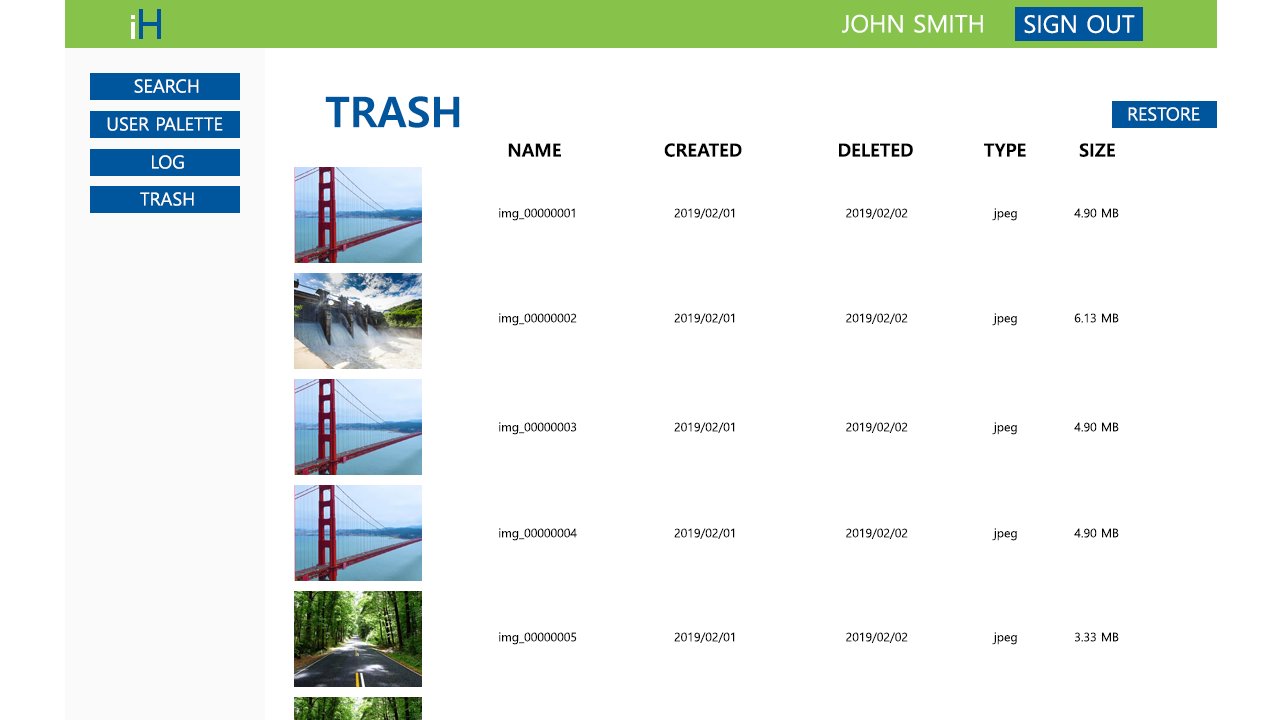 iH
JOHN SMITH SIGN OUT
SEARCH
USER PALETTE
LOG
TRASH
TRASH
RESTORE
NAME CREATED DELETED TYPE SIZE
img_00000001 2019/02/01 2019/02/02 jpeg 4.90 MB
img_00000002 2019/02/01 2019/02/02 jpeg 6.13 MB
img_00000003 2019/02/01 2019/02/02 jpeg 4.90 MB
img_00000004 2019/02/01 2019/02/02 jpeg 4.90 MB
img_00000005 2019/02/01 2019/02/02 jpeg 3.33 MB